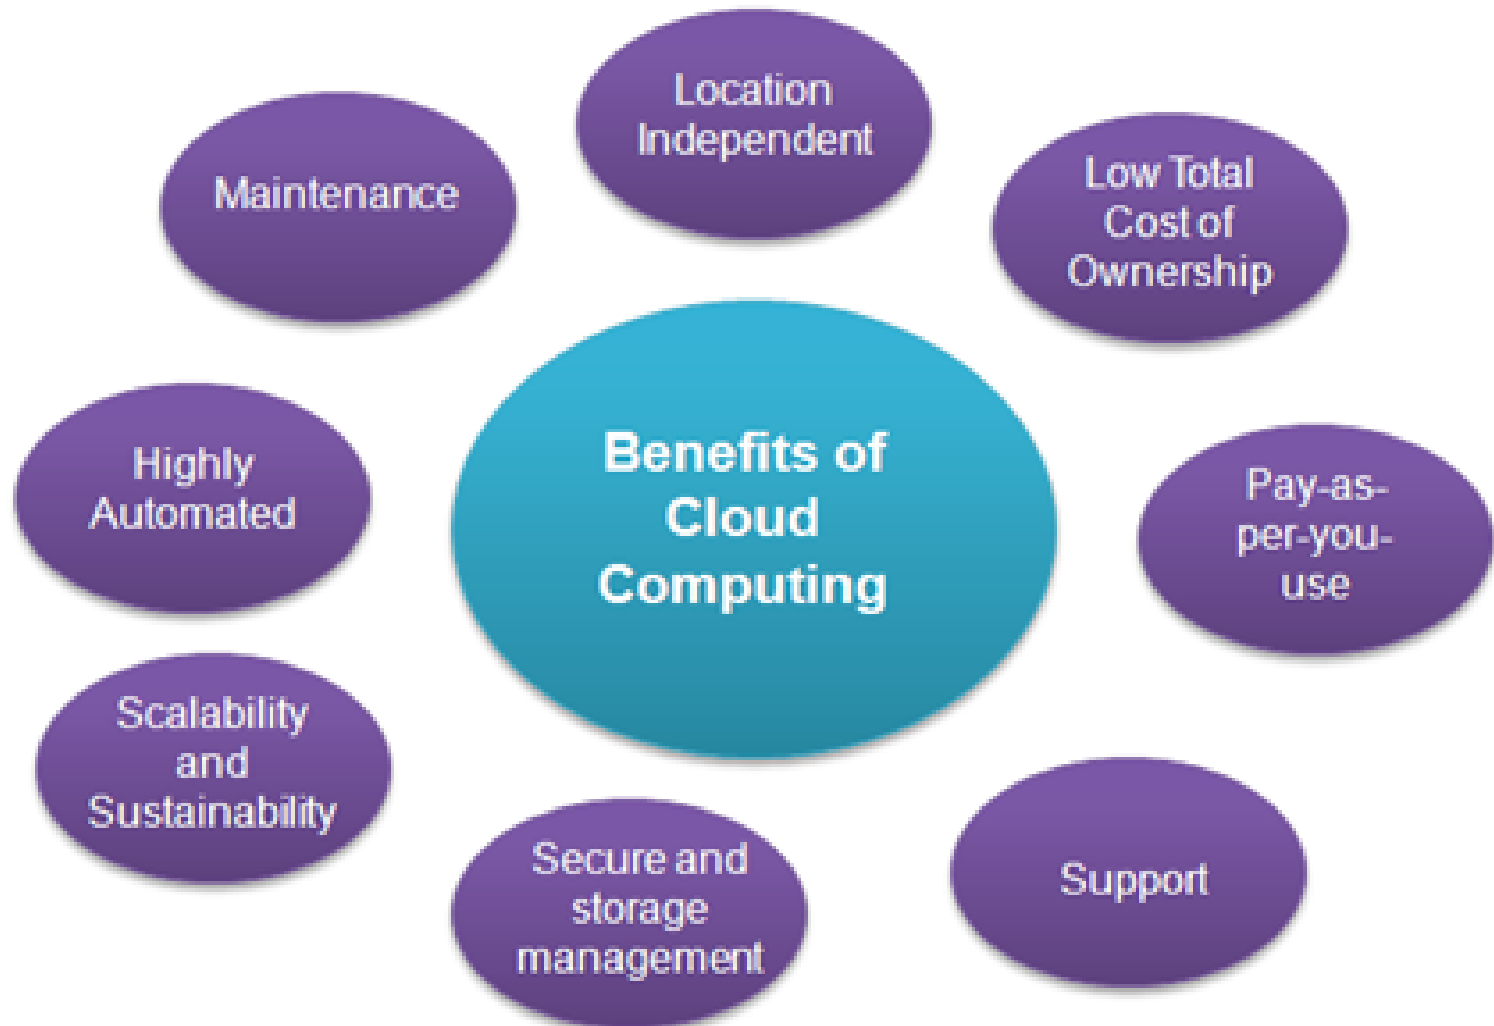 Location
Independent
Maintenance
Low Total
Cost of
Ownership
Highly
Automated
Benefits of
Cloud
Computing
Pay-as-
per-you-
use
Scalability
and
Sustainability
Secure and
storage
management
Support